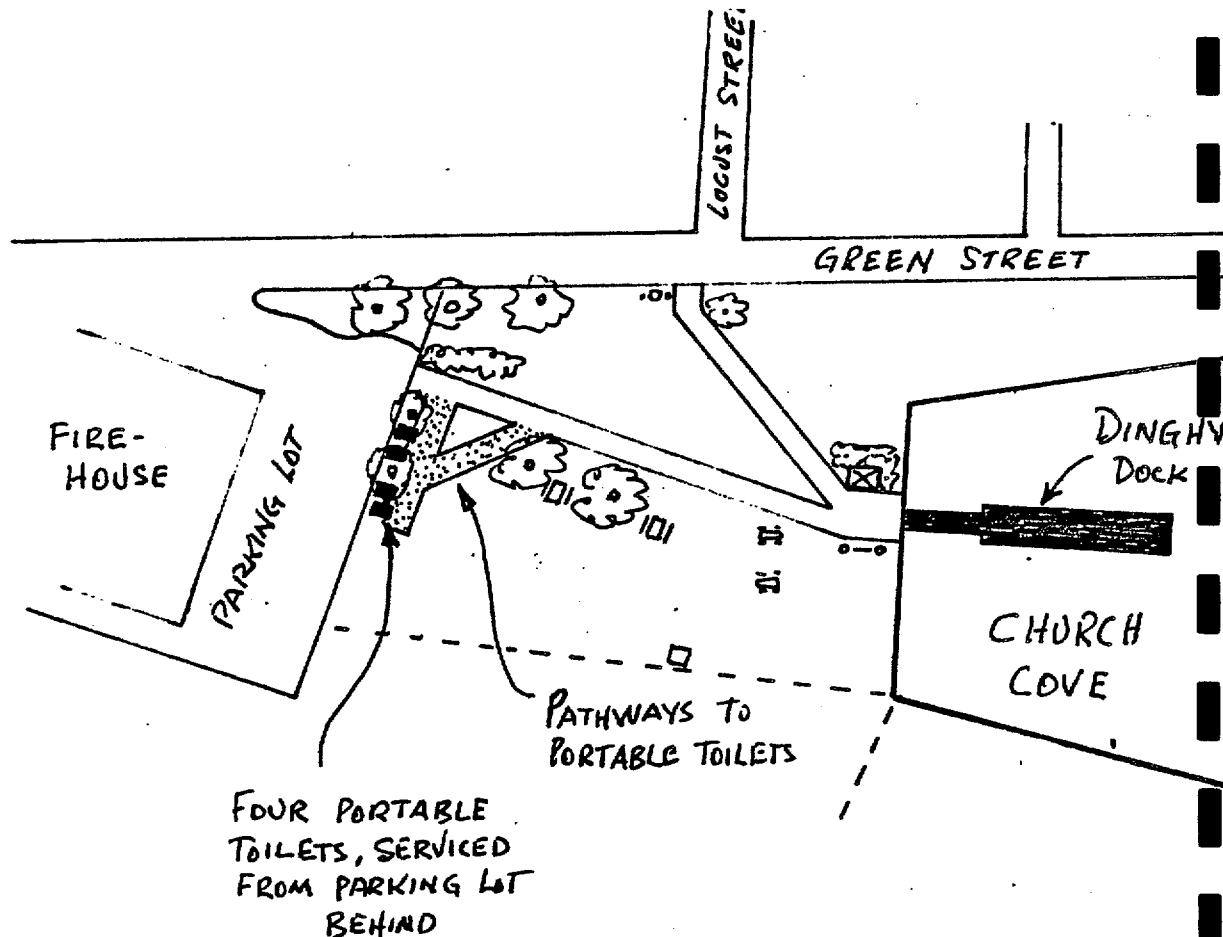 LOCUST STREET
GREEN STREET
FIRE-
HOUSE
PARKING LOT
DINGHY
DOCK
CHURCH
COVE
PATHWAYS TO
PORTABLE TOILETS
FOUR PORTABLE
TOILETS, SERVICED
FROM PARKING LOT
BEHIND